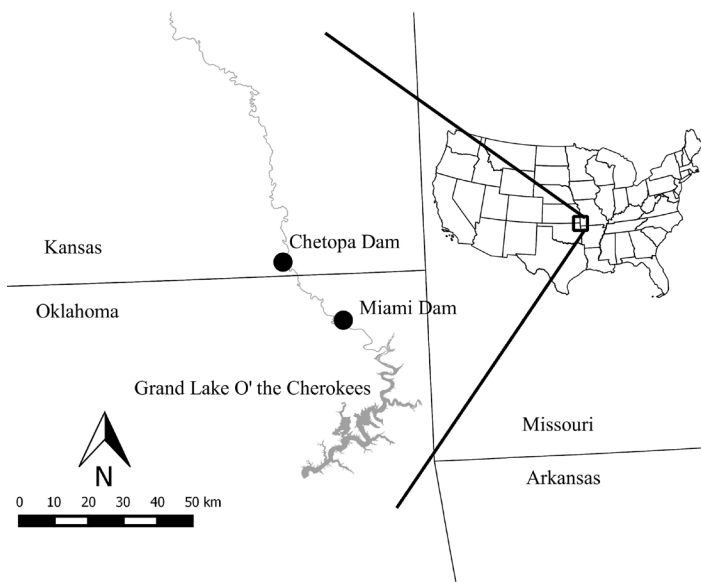 Kansas
Chetopa Dam
Oklahoma
Miami Dam
Grand Lake O' the Cherokees
Missouri
Arkansas
N
0 10 20 30 40 50 km